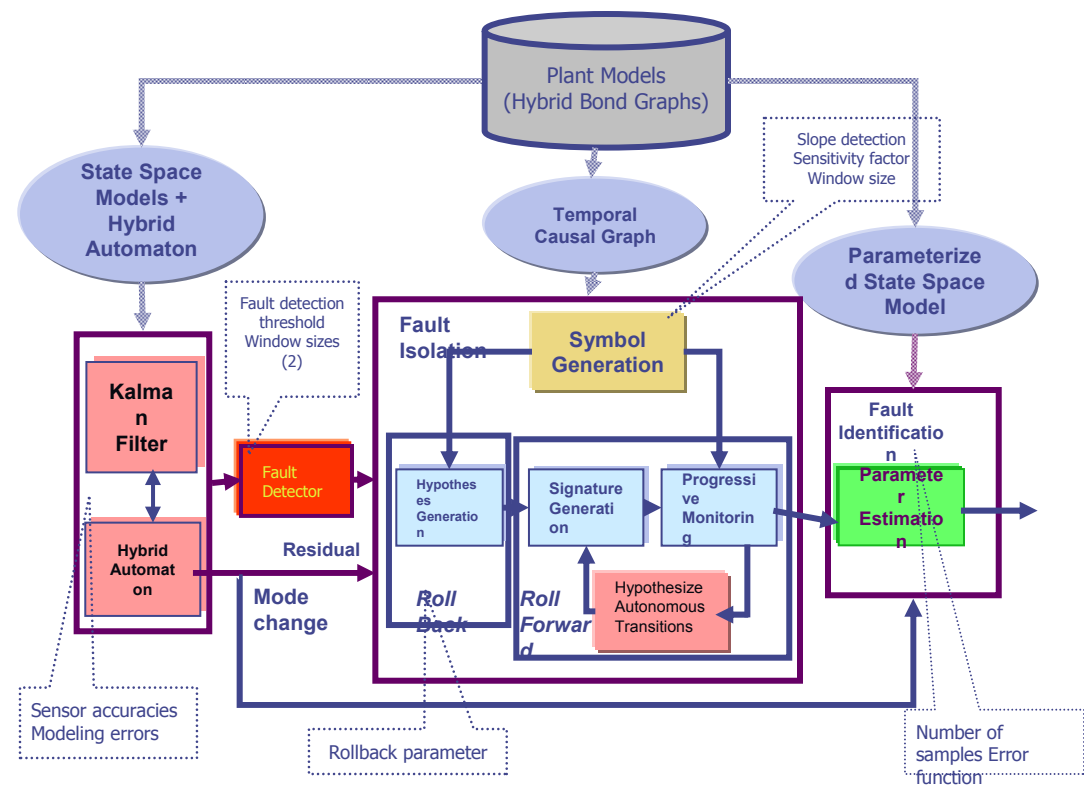 Plant Models
(Hybrid Bond Graphs)
Slope detection
Sensitivity factor
Window size
State Space
Models +
Hybrid
Automaton
Temporal
Causal Graph
Parameterize
d State Space
Model
Fault detection
threshold
Window sizes
(2)
Fault
Isolation
Symbol
Generation
Kalma
n
Filter
Fault
Detector
Hybrid
Automat
on
Residual
Mode
change
Hypothes
es
Generatio
n
Signature
Generati
on
Progressi
ve
Monitorin
g
Hypothesize
Autonomous
Transitions
Roll
Back
Roll
Forwar
d
Fault
Identificatio
n
Paramete
r
Estimatio
n
Sensor accuracies
Modeling errors
Rollback parameter
Number of
samples Error
function